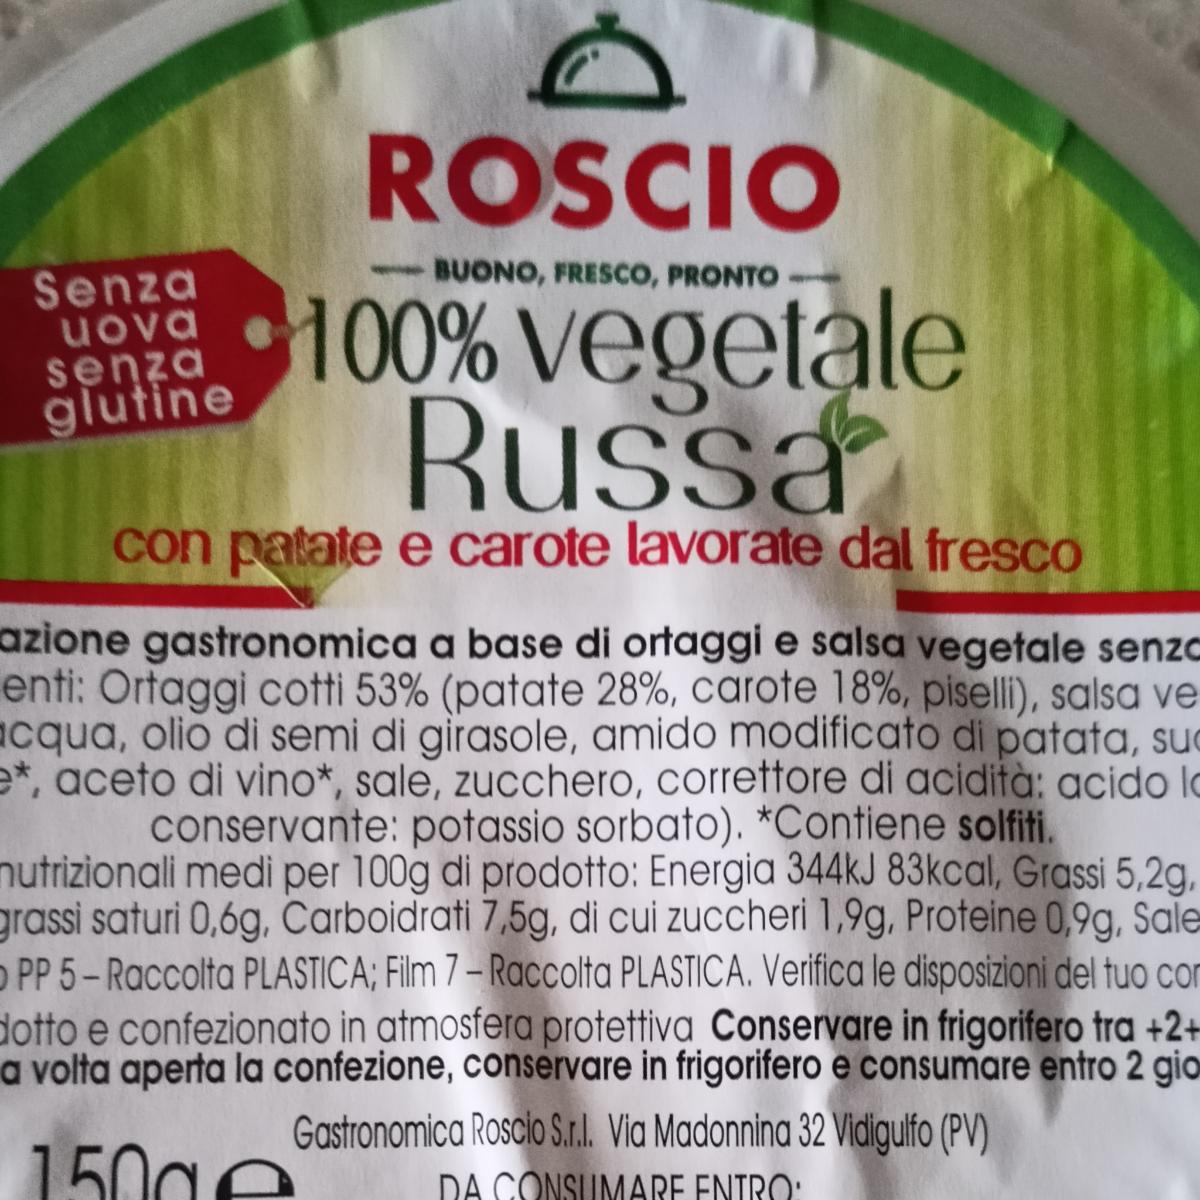 ROSCIO
BUONO, FRESCO, PRONTO
Senza
uova
senza
glutine
100% vegetale
Russa
con patate e carote lavorate dal fresco
azione gastronomica a base di ortaggi e salsa vegetale senza
enti: Ortaggi cotti 53% (patate 28%, carote 18%, piselli), salsa ve
acqua, olio di semi di girasole, amido modificato di patata, suc
e*, aceto di vino*, sale, zucchero, correttore di acidità: acido la
conservante: potassio sorbato). *Contiene solfiti.
nutrizionali medi per 100g di prodotto: Energia 344kJ 83kcal, Grassi 5,2g,
grassi saturi 0,6g, Carboidrati 7,5g, di cui zuccheri 1,9g, Proteine 0,9g, Sale
PP 5 – Raccolta PLASTICA; Film 7 – Raccolta PLASTICA. Verifica le disposizioni del tuo com
dotto e confezionato in atmosfera protettiva Conservare in frigorifero tra +2+
a volta aperta la confezione, conservare in frigorifero e consumare entro 2 gio
Gastronomica Roscio S.r.l. Via Madonnina 32 Vidigulfo (PV)
150g e
DA CONSUMARE ENTRO: